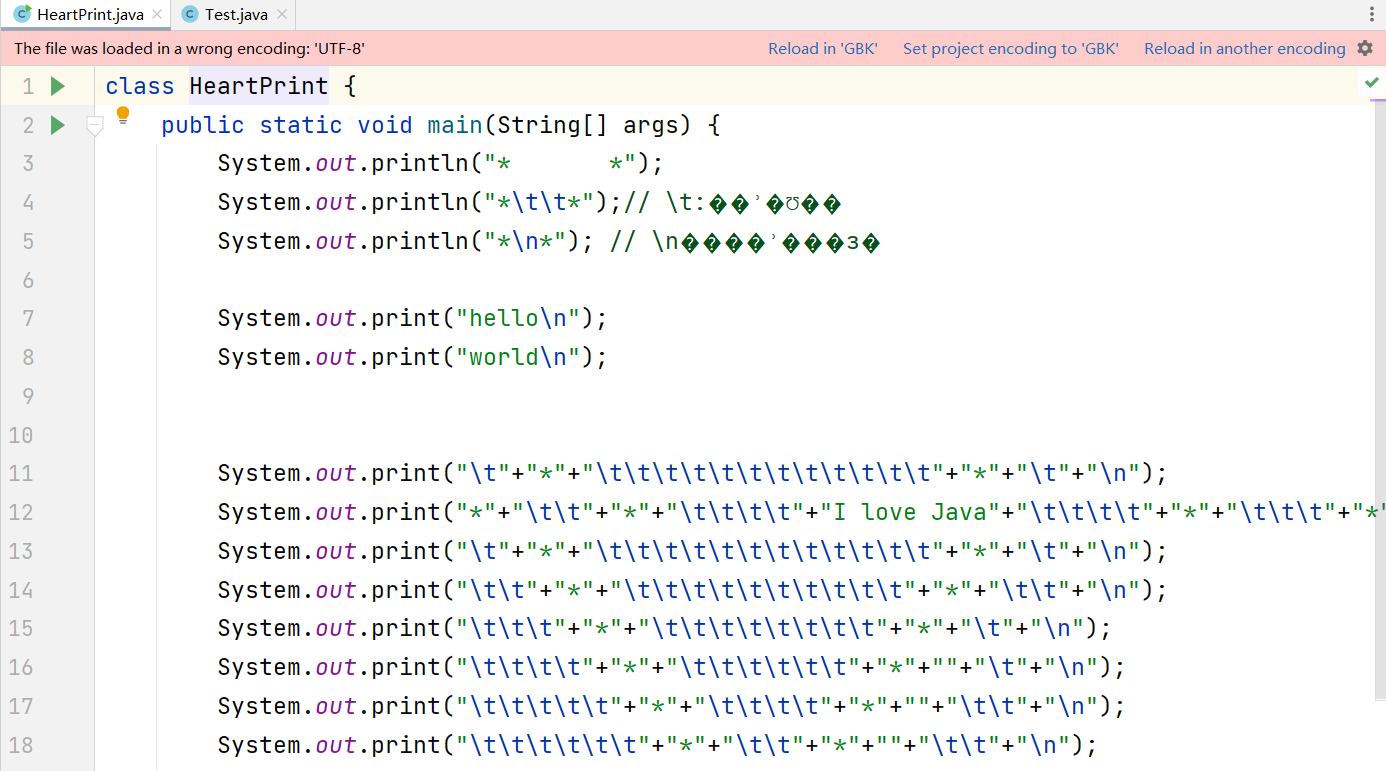 HeartPrint.java Test.java
The file was loaded in a wrong encoding: 'UTF-8' Reload in 'GBK' Set project encoding to 'GBK' Reload in another encoding
1 class HeartPrint {
2 public static void main(String[] args) {
3 System.out.println("*       *");
4 System.out.println("*\t\t*");// \t:��ʾ�Ʊ��
5 System.out.println("*\n*"); // \n����ʾ���з�
6
7 System.out.print("hello\n");
8 System.out.print("world\n");
9
10
11 System.out.print("\t"+"*"+"\t\t\t\t\t\t\t\t\t\t\t\t"+"*"+"\t"+"\n");
12 System.out.print("*"+"\t\t"+"*"+"\t\t\t\t"+"I love Java"+"\t\t\t\t"+"*"+"\t\t\t"+"*"
13 System.out.print("\t"+"*"+"\t\t\t\t\t\t\t\t\t\t\t\t"+"*"+"\t"+"\n");
14 System.out.print("\t\t"+"*"+"\t\t\t\t\t\t\t\t\t\t"+"*"+"\t\t"+"\n");
15 System.out.print("\t\t\t"+"*"+"\t\t\t\t\t\t\t\t"+"*"+"\t"+"\n");
16 System.out.print("\t\t\t\t"+"*"+"\t\t\t\t\t\t"+"*"+""+"\t"+"\n");
17 System.out.print("\t\t\t\t\t"+"*"+"\t\t\t\t"+"*"+""+"\t\t"+"\n");
18 System.out.print("\t\t\t\t\t\t"+"*"+"\t\t"+"*"+""+"\t\t"+"\n");